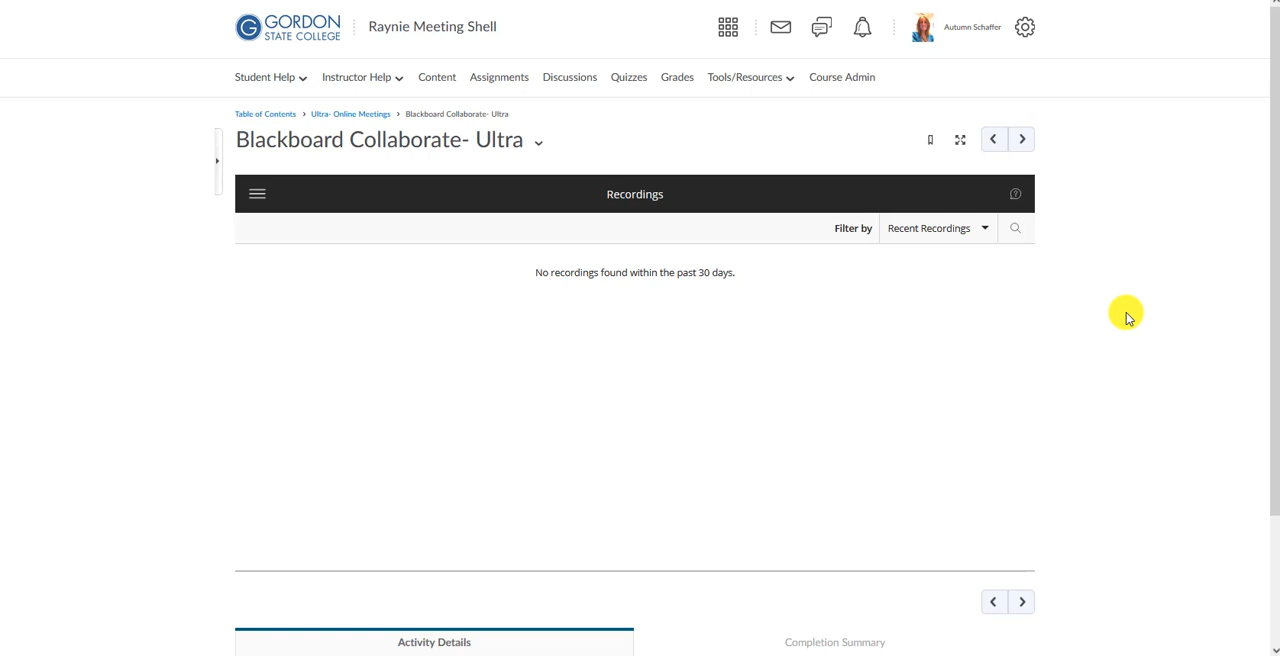 GORDON
STATE COLLEGE
Raynie Meeting Shell
Autumn Schaffer
Student Help
Instructor Help
Content
Assignments
Discussions
Quizzes
Grades
Tools/Resources
Course Admin
Table of Contents › Ultra- Online Meetings › Blackboard Collaborate- Ultra
Blackboard Collaborate- Ultra
Recordings
Filter by Recent Recordings
No recordings found within the past 30 days.
Activity Details
Completion Summary